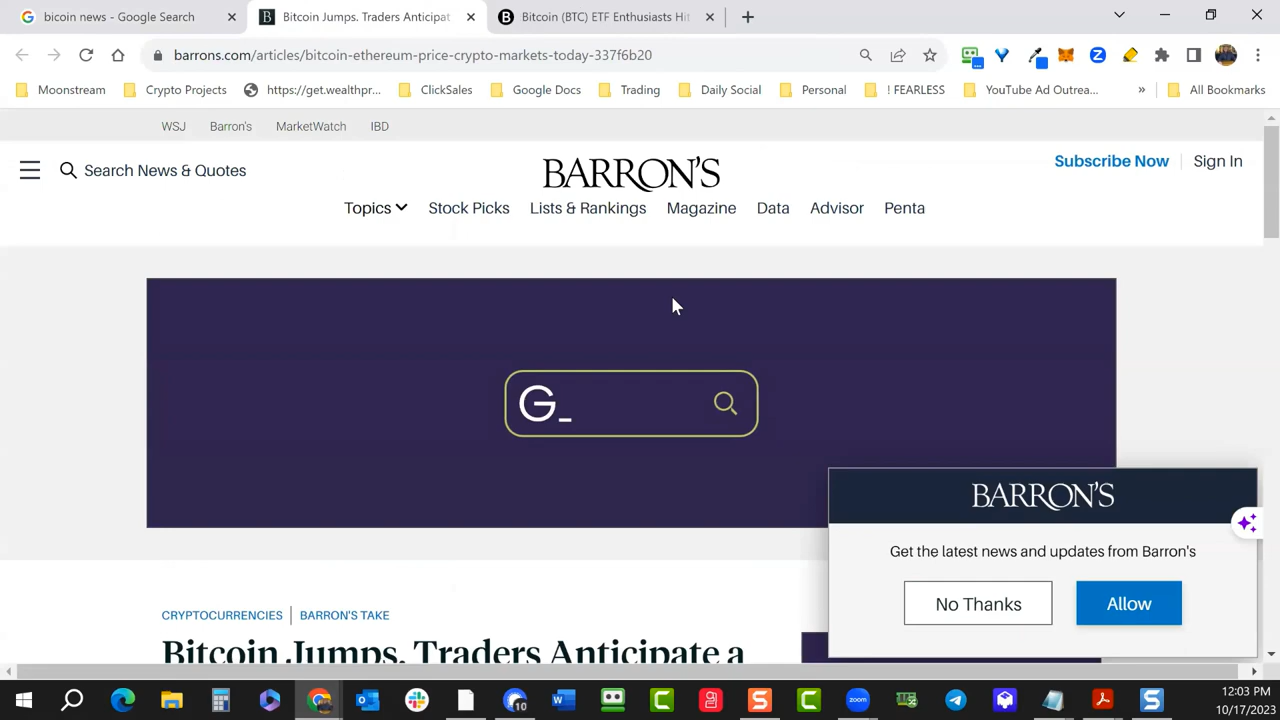 bicoin news - Google Search
Bitcoin Jumps. Traders Anticipat
Bitcoin (BTC) ETF Enthusiasts Hit
barrons.com/articles/bitcoin-ethereum-price-crypto-markets-today-337f6b20
Moonstream
Crypto Projects
https://get.wealthpr...
ClickSales
Google Docs
Trading
Daily Social
Personal
! FEARLESS
YouTube Ad Outrea...
»
All Bookmarks
WSJ
Barron's
MarketWatch
IBD
Search News & Quotes
BARRON'S
Subscribe Now
Sign In
Topics
Stock Picks
Lists & Rankings
Magazine
Data
Advisor
Penta
G_
BARRON'S
Get the latest news and updates from Barron's
No Thanks
Allow
CRYPTOCURRENCIES
BARRON'S TAKE
Bitcoin Jumps. Traders Anticipate a
10
12:03 PM
10/17/2023